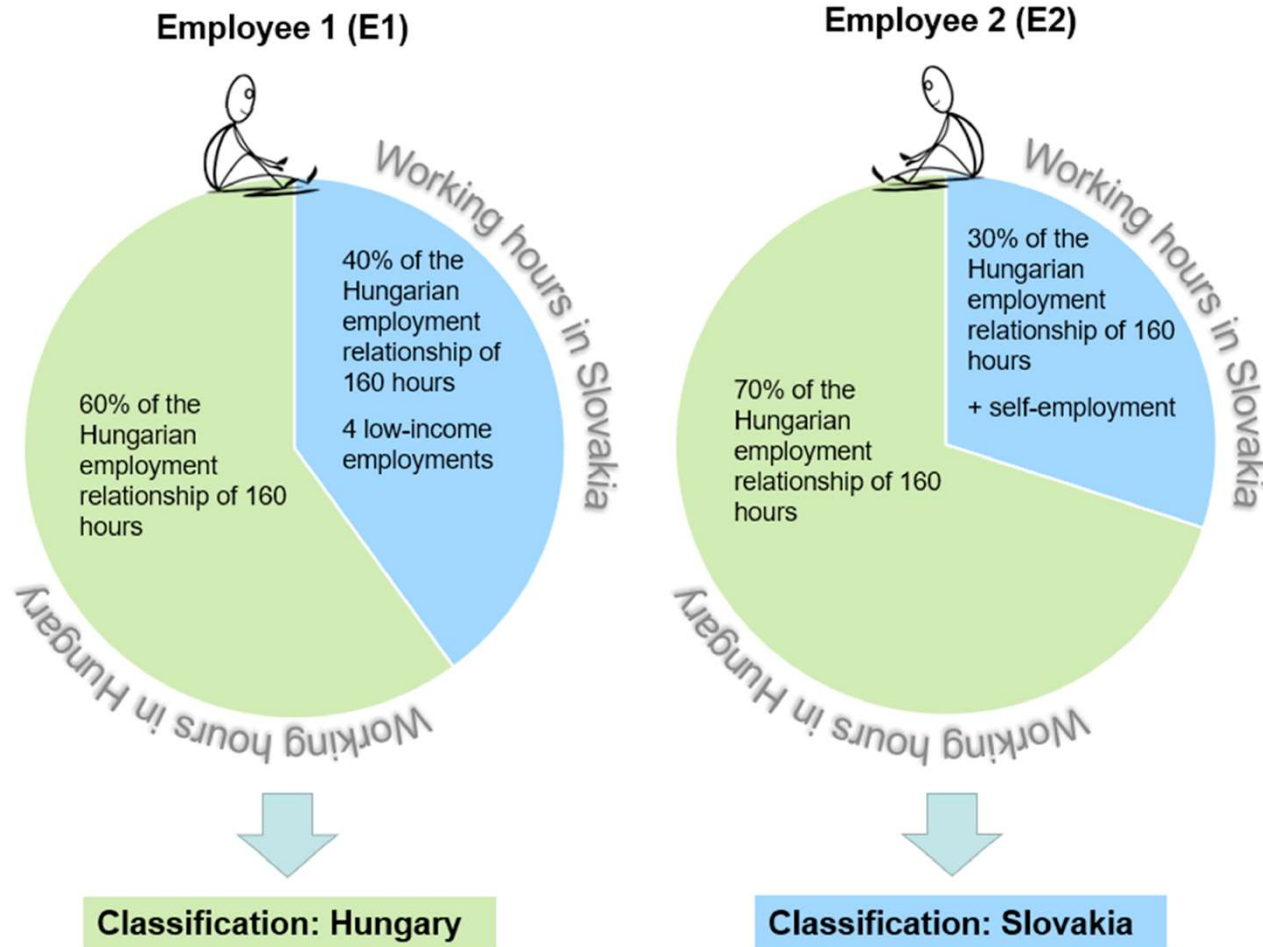 Employee 1 (E1)
Working hours in Slovakia
40% of the
Hungarian
employment
relationship of
160 hours
4 low-income
employments
60% of the
Hungarian
employment
relationship of 160
hours
Working hours in Hungary
Classification: Hungary
Employee 2 (E2)
Working hours in Slovakia
30% of the
Hungarian
employment
relationship of 160
hours
+ self-employment
70% of the
Hungarian
employment
relationship of 160
hours
Working hours in Hungary
Classification: Slovakia